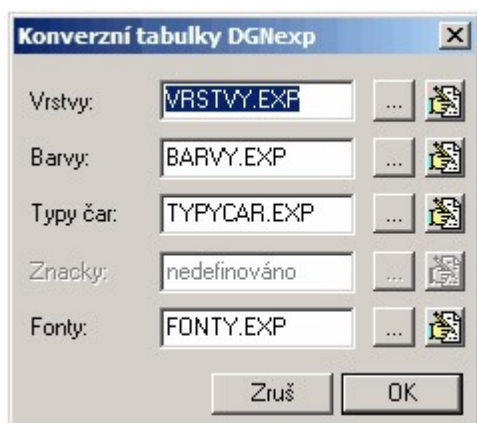 Konverzní tabulky DGNexp
Vrstvy: VRSTVY.EXP ...
Barvy: BARVY.EXP ...
Typy čar: TYPYCAR.EXP ...
Znacky: nedefinováno ...
Fonty: FONTY.EXP ...
Zruš OK